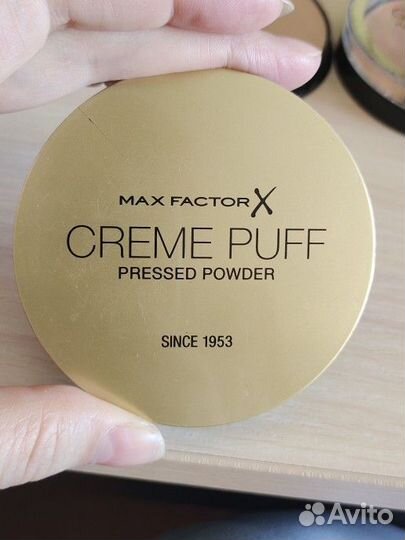 MAX FACTOR X
CREME PUFF
PRESSED POWDER
SINCE 1953
Avito